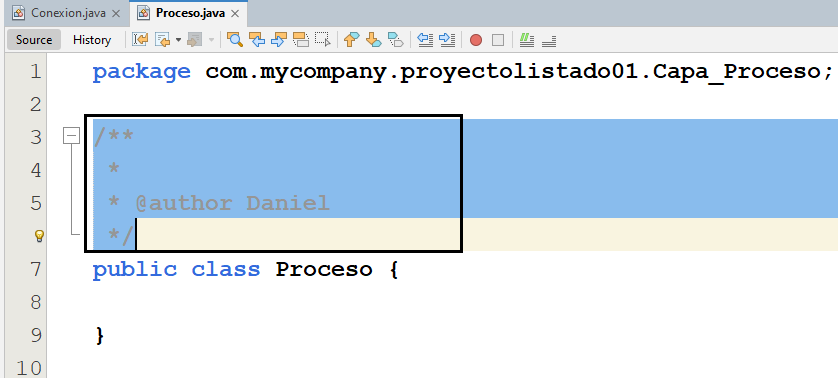 Conexion.java × Proceso.java ×
Source History
1 package com.mycompany.proyectolistado01.Capa_Proceso;
2
3 /**
4 *
5 * @author Daniel
*/
7 public class Proceso {
8
9 }
10